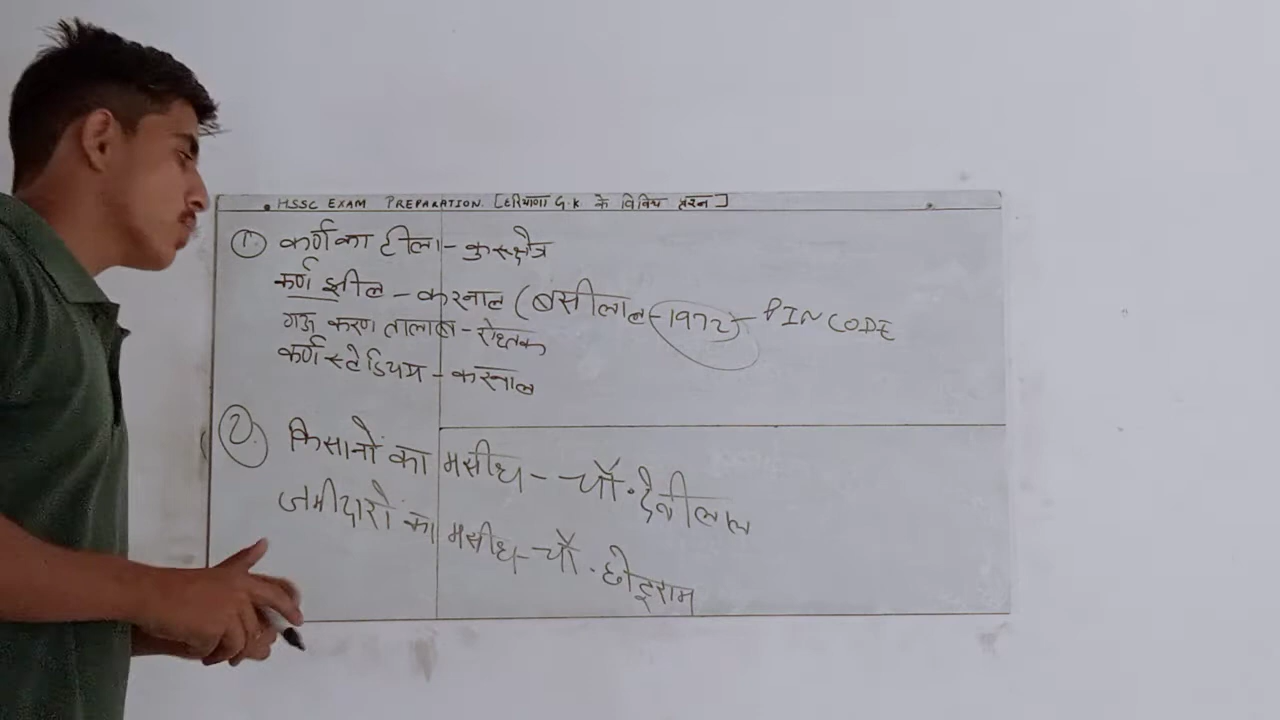 • HSSC EXAM PREPARATION. [हरियाणा G.K. के विविध प्रश्न]
1. कर्ण का टीला - कुरुक्षेत्र
कर्ण झील - करनाल (बंसीलाल - 1972) - PIN CODE
गऊ करण तालाब - रोहतक
कर्ण स्टेडियम - करनाल
2. किसानों का मसीहा - चौ. देवीलाल
जमीदारों का मसीहा - चौ. छोटूराम